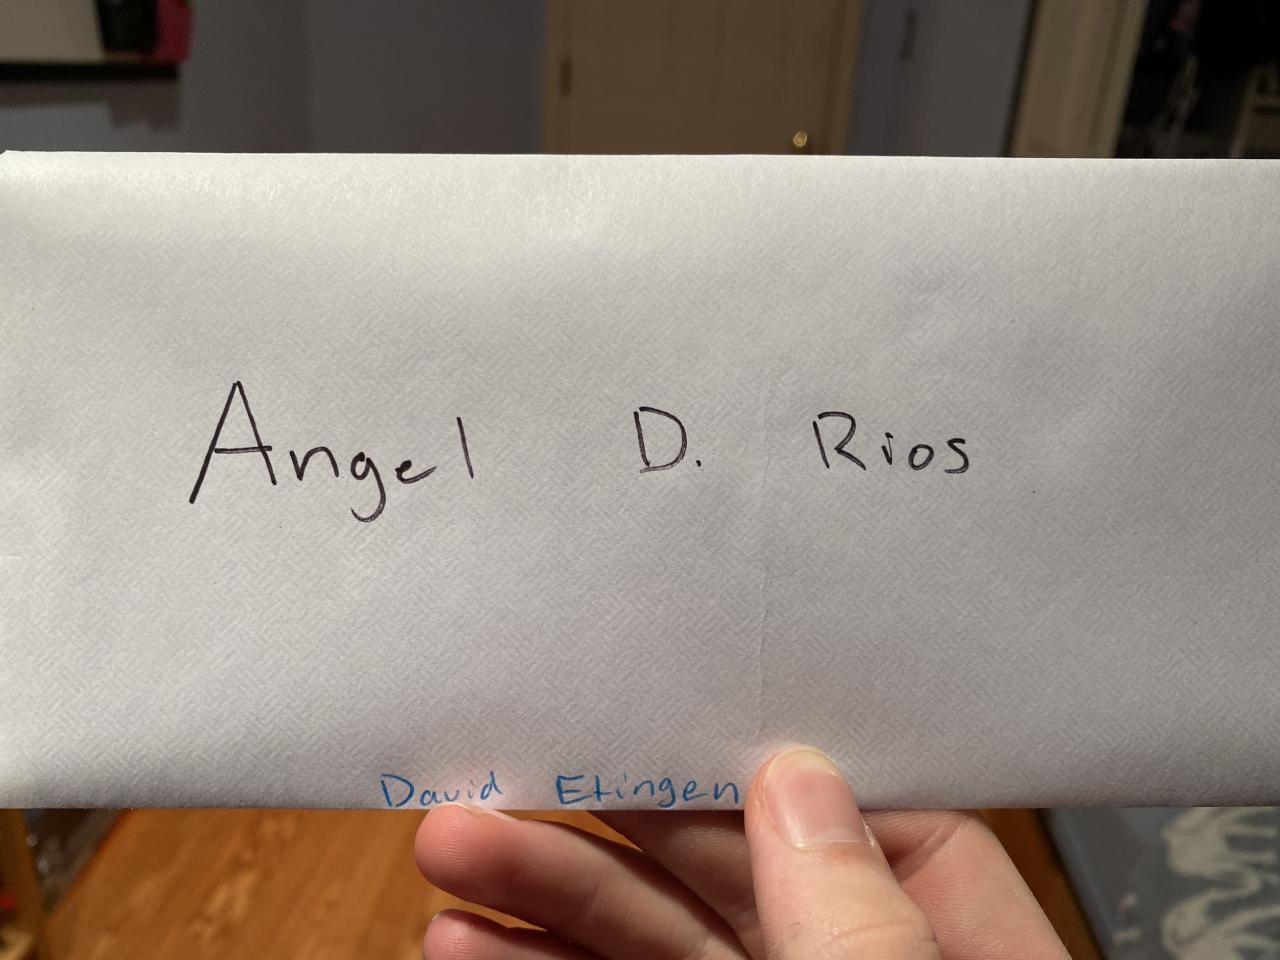 Angel D. Rios
David Etingen